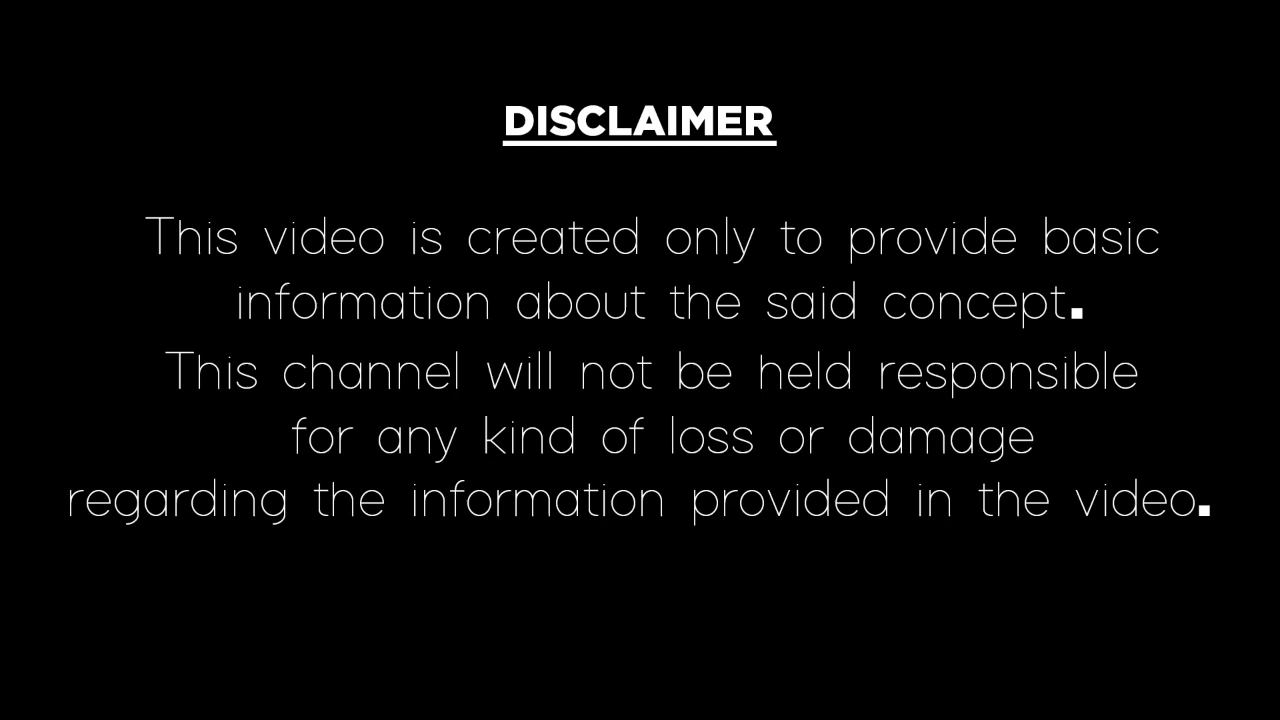 DISCLAIMER
This video is created only to provide basic
information about the said concept.
This channel will not be held responsible
for any kind of loss or damage
regarding the information provided in the video.